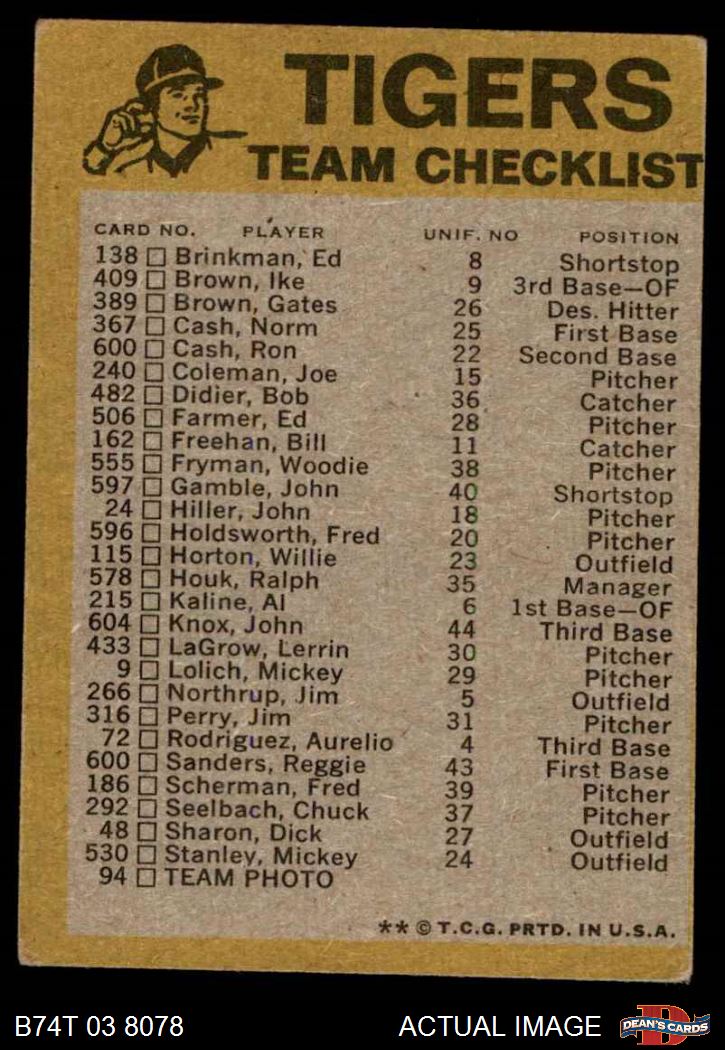 TIGERS
TEAM CHECKLIST
CARD NO. PLAYER UNIF. NO POSITION
138 Brinkman, Ed 8 Shortstop
409 Brown, Ike 9 3rd Base—OF
389 Brown, Gates 26 Des. Hitter
367 Cash, Norm 25 First Base
600 Cash, Ron 22 Second Base
240 Coleman, Joe 15 Pitcher
482 Didier, Bob 36 Catcher
506 Farmer, Ed 28 Pitcher
162 Freehan, Bill 11 Catcher
555 Fryman, Woodie 38 Pitcher
597 Gamble, John 40 Shortstop
24 Hiller, John 18 Pitcher
596 Holdsworth, Fred 20 Pitcher
115 Horton, Willie 23 Outfield
578 Houk, Ralph 35 Manager
215 Kaline, Al 6 1st Base—OF
604 Knox, John 44 Third Base
433 LaGrow, Lerrin 30 Pitcher
9 Lolich, Mickey 29 Pitcher
266 Northrup, Jim 5 Outfield
316 Perry, Jim 31 Pitcher
72 Rodriguez, Aurelio 4 Third Base
600 Sanders, Reggie 43 First Base
186 Scherman, Fred 39 Pitcher
292 Seelbach, Chuck 37 Pitcher
48 Sharon, Dick 27 Outfield
530 Stanley, Mickey 24 Outfield
94 TEAM PHOTO
** © T.C.G. PRTD. IN U.S.A.
B74T 03 8078 ACTUAL IMAGE D DEAN'S CARDS